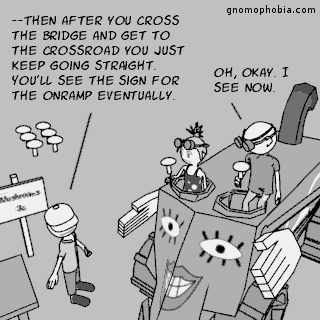 gnomophobia.com
--THEN AFTER YOU CROSS
THE BRIDGE AND GET TO
THE CROSSROAD YOU JUST
KEEP GOING STRAIGHT.
YOU'LL SEE THE SIGN FOR
THE ONRAMP EVENTUALLY.
OH, OKAY. I
SEE NOW.
Mushrooms
3¢